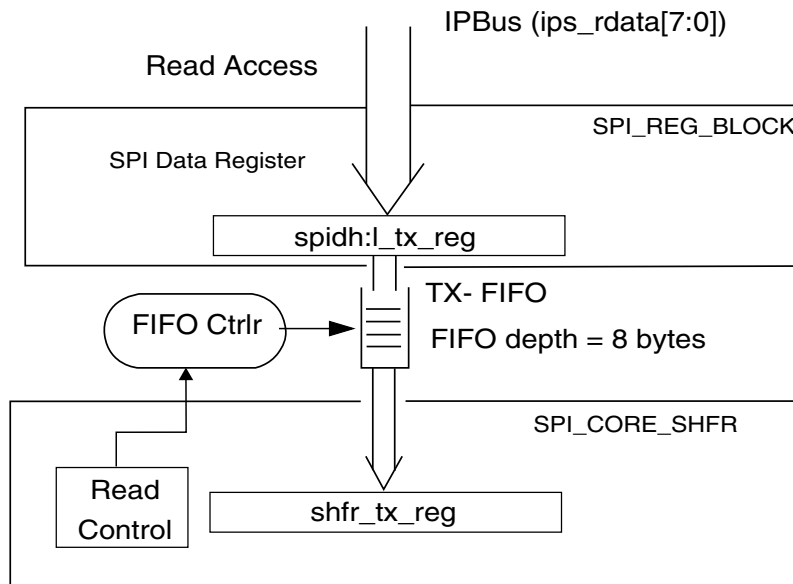 IPBus (ips_rdata[7:0])
Read Access
SPI_REG_BLOCK
SPI Data Register
spidh:l_tx_reg
TX- FIFO
FIFO Ctrlr
FIFO depth = 8 bytes
SPI_CORE_SHFR
Read
Control
shfr_tx_reg